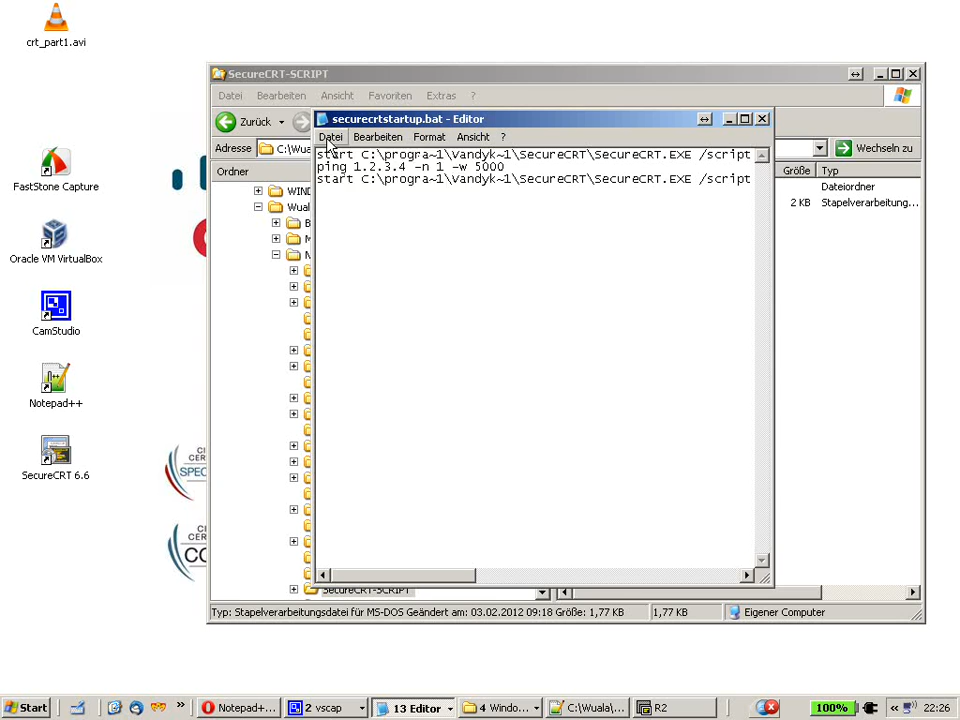 crt_part1.avi
FastStone Capture
Oracle VM VirtualBox
CamStudio
Notepad++
SecureCRT 6.6
SecureCRT-SCRIPT
Datei Bearbeiten Ansicht Favoriten Extras ?
Zurück
Adresse C:\Wua
Wechseln zu
Ordner
Größe Typ
Dateiordner
2 KB Stapelverarbeitung...
WIND
Wual
securecrtstartup.bat - Editor
Datei Bearbeiten Format Ansicht ?
start C:\progra~1\Vandyk~1\SecureCRT\SecureCRT.EXE /script
ping 1.2.3.4 -n 1 -w 5000
start C:\progra~1\Vandyk~1\SecureCRT\SecureCRT.EXE /script
SecureCRT-SCRIPT
Typ: Stapelverarbeitungsdatei für MS-DOS Geändert am: 03.02.2012 09:18 Größe: 1,77 KB
1,77 KB
Eigener Computer
Start
Notepad+...
2 vscap
13 Editor
4 Windo...
C:\Wuala\...
R2
100%
22:26